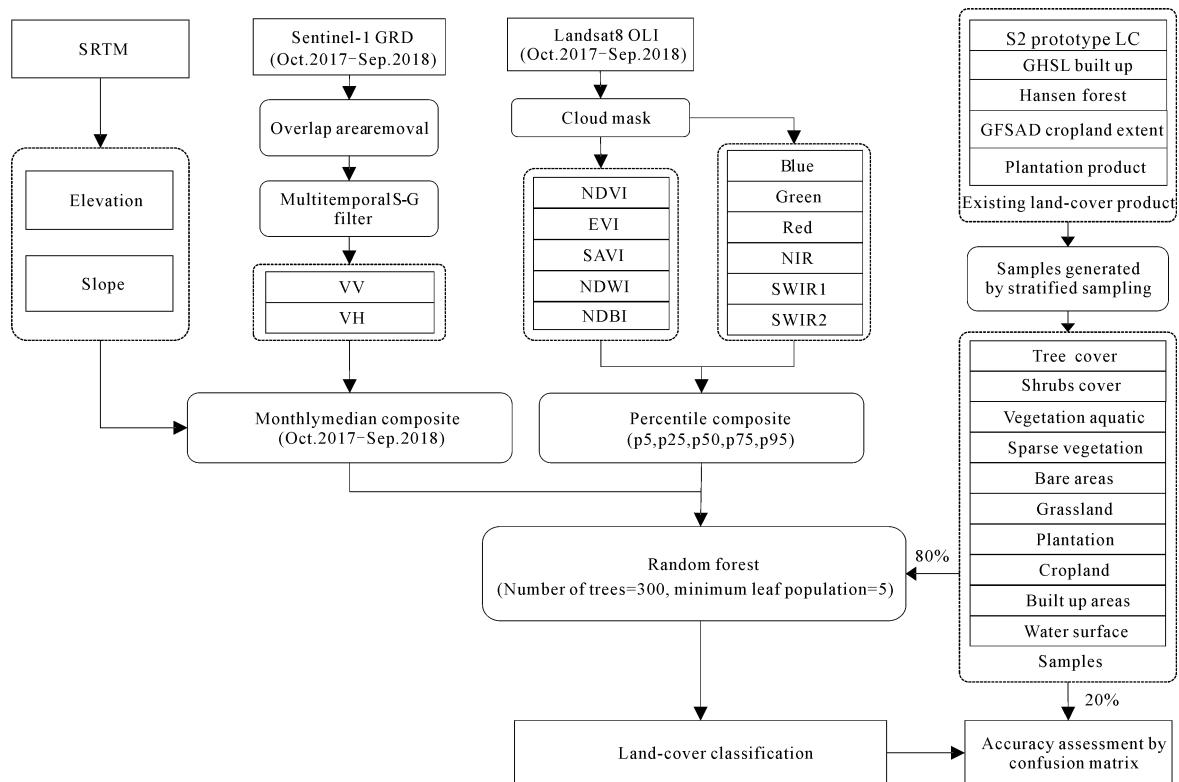 SRTM
Elevation
Slope
Sentinel-1 GRD
(Oct.2017−Sep.2018)
Overlap arearemoval
MultitemporalS-G
filter
VV
VH
Monthlymedian composite
(Oct.2017−Sep.2018)
Landsat8 OLI
(Oct.2017−Sep.2018)
Cloud mask
NDVI
EVI
SAVI
NDWI
NDBI
Blue
Green
Red
NIR
SWIR1
SWIR2
Percentile composite
(p5,p25,p50,p75,p95)
S2 prototype LC
GHSL built up
Hansen forest
GFSAD cropland extent
Plantation product
Existing land-cover product
Samples generated
by stratified sampling
Tree cover
Shrubs cover
Vegetation aquatic
Sparse vegetation
Bare areas
Grassland
Plantation
Cropland
Built up areas
Water surface
Samples
80%
20%
Random forest
(Number of trees=300, minimum leaf population=5)
Land-cover classification
Accuracy assessment by
confusion matrix